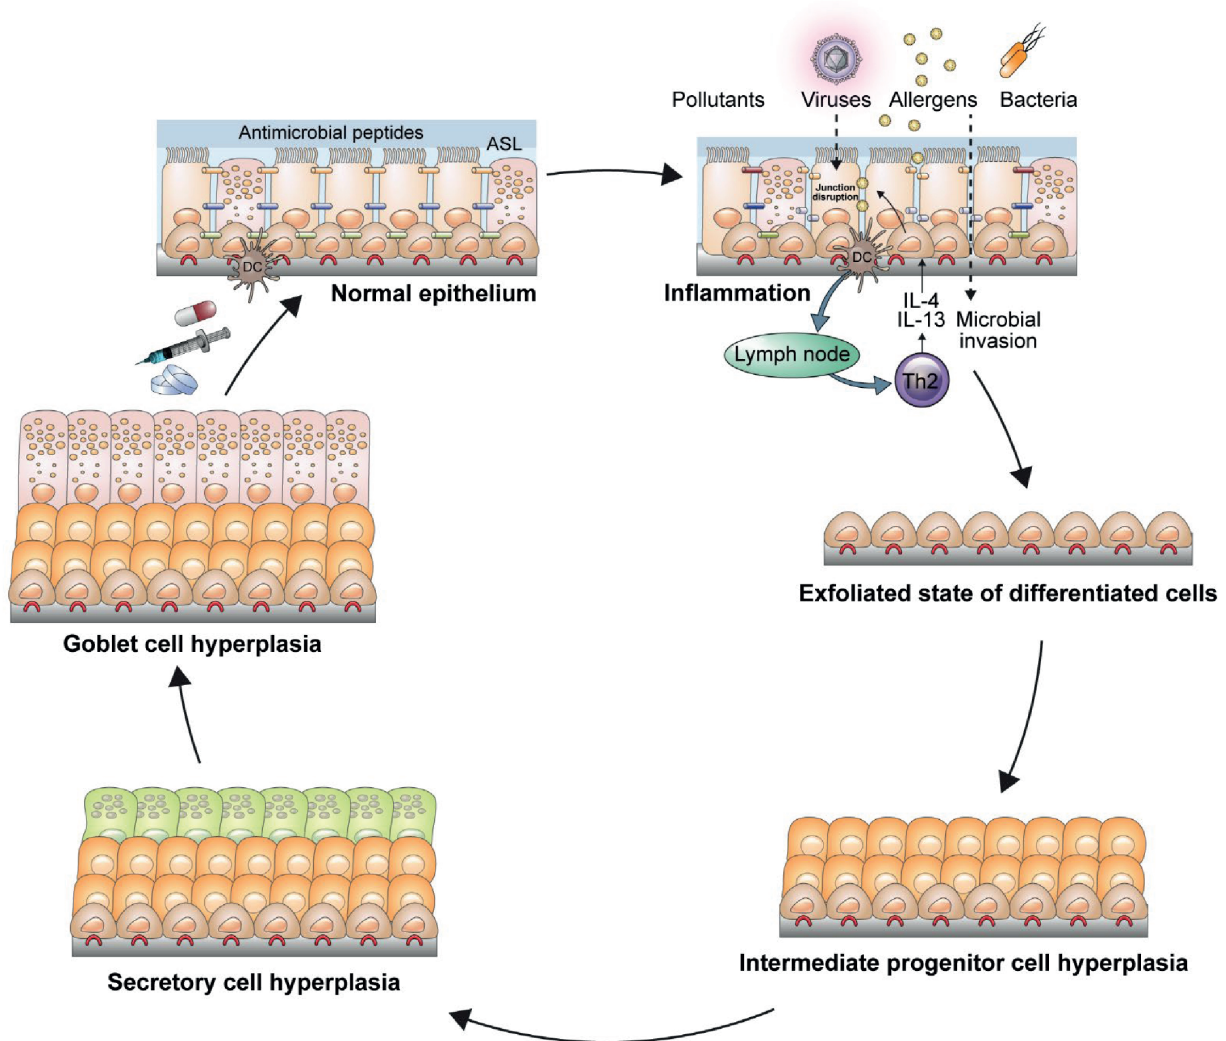 Pollutants
Viruses
Allergens
Bacteria
Antimicrobial peptides
ASL
DC
Normal epithelium
Junction
disruption
DC
Inflammation
IL-4
IL-13
Microbial
invasion
Lymph node
Th2
Exfoliated state of differentiated cells
Goblet cell hyperplasia
Intermediate progenitor cell hyperplasia
Secretory cell hyperplasia